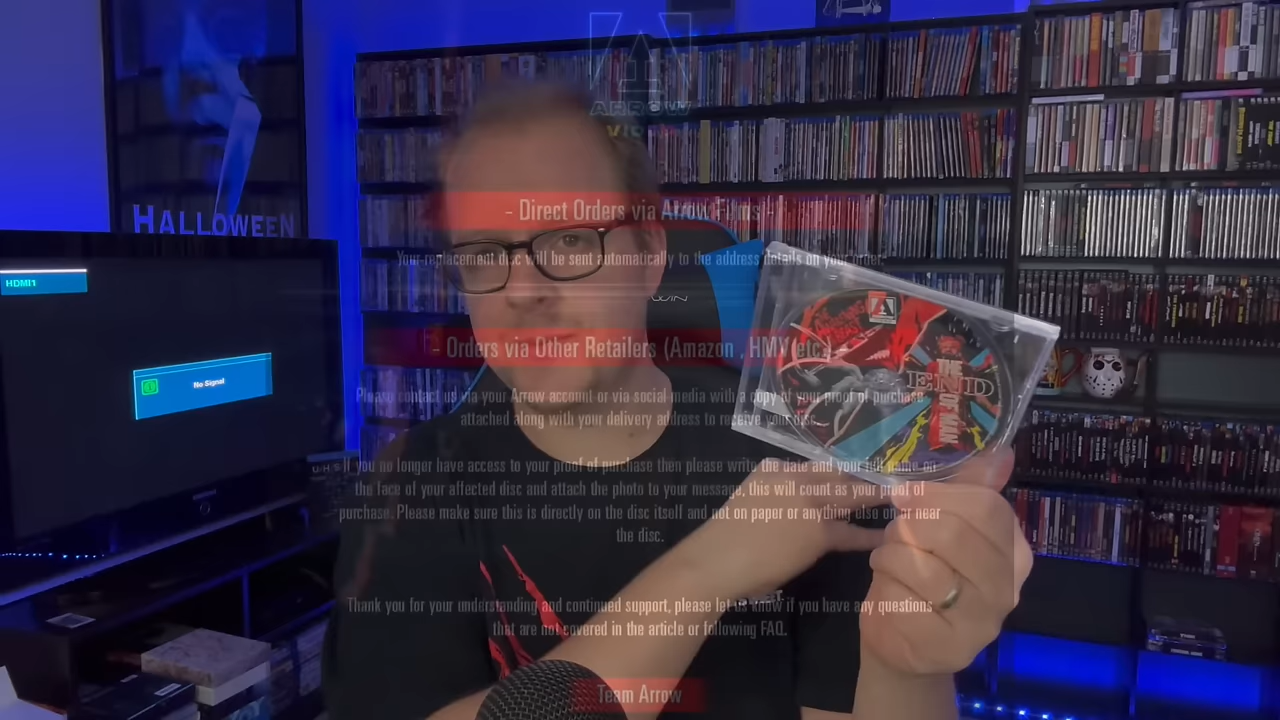 ARROW
VIDEO
HALLOWEEN
- Direct Orders via Arrow Films -
Your replacement disc will be sent automatically to the address details on your order.
HDMI1
No Signal
THE
END
OF MAN
- Orders via Other Retailers (Amazon , HMV etc)
Please contact us via your Arrow account or via social media with a copy of your proof of purchase
attached along with your delivery address to receive your disc.
If you no longer have access to your proof of purchase then please write the date and your full name on
the face of your affected disc and attach the photo to your message, this will count as your proof of
purchase. Please make sure this is directly on the disc itself and not on paper or anything else on or near
the disc.
Thank you for your understanding and continued support, please let us know if you have any questions
that are not covered in the article or following FAQ.
Team Arrow